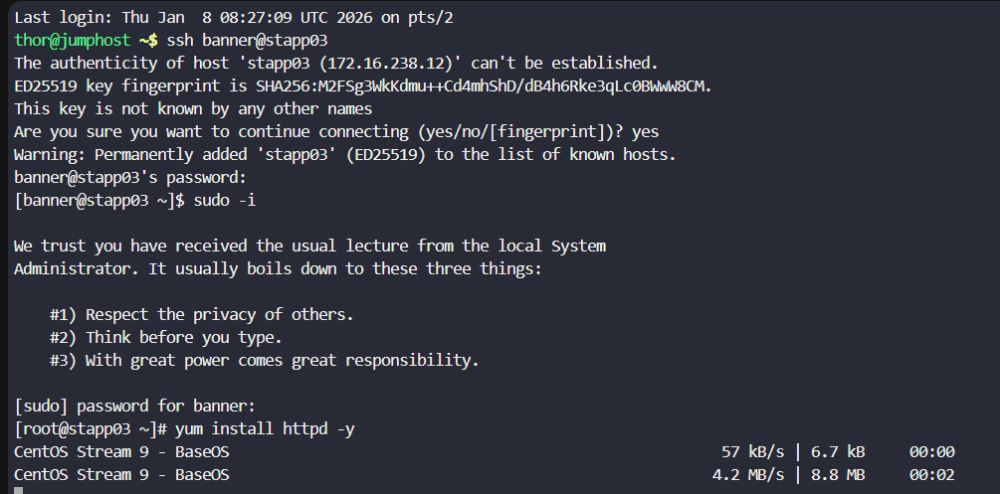 Last login: Thu Jan  8 08:27:09 UTC 2026 on pts/2
thor@jumphost ~$ ssh banner@stapp03
The authenticity of host 'stapp03 (172.16.238.12)' can't be established.
ED25519 key fingerprint is SHA256:M2FSg3WkKdmu++Cd4mhShD/dB4h6Rke3qLc0BWwW8CM.
This key is not known by any other names
Are you sure you want to continue connecting (yes/no/[fingerprint])? yes
Warning: Permanently added 'stapp03' (ED25519) to the list of known hosts.
banner@stapp03's password:
[banner@stapp03 ~]$ sudo -i
We trust you have received the usual lecture from the local System
Administrator. It usually boils down to these three things:
#1) Respect the privacy of others.
#2) Think before you type.
#3) With great power comes great responsibility.
[sudo] password for banner:
[root@stapp03 ~]# yum install httpd -y
CentOS Stream 9 - BaseOS 57 kB/s | 6.7 kB 00:00
CentOS Stream 9 - BaseOS 4.2 MB/s | 8.8 MB 00:02